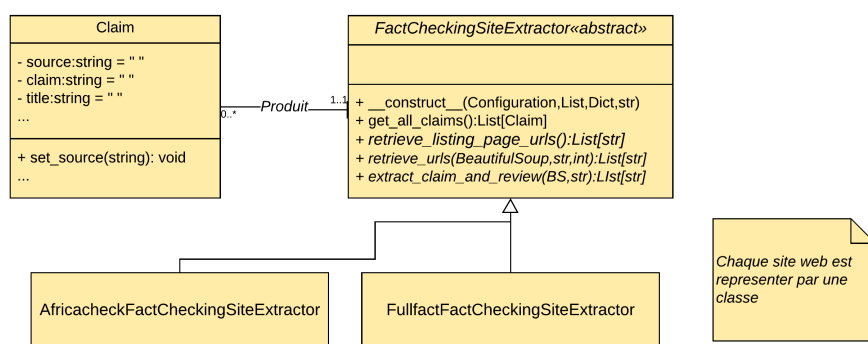 Claim
- source:string = " "
- claim:string = " "
- title:string = " "
...
+ set_source(string): void
...
0..*
Produit
1..1
FactCheckingSiteExtractor«abstract»
+ __construct__(Configuration,List,Dict,str)
+ get_all_claims():List[Claim]
+ retrieve_listing_page_urls():List[str]
+ retrieve_urls(BeautifulSoup,str,int):List[str]
+ extract_claim_and_review(BS,str):LIst[str]
AfricacheckFactCheckingSiteExtractor
FullfactFactCheckingSiteExtractor
Chaque site web est
representer par une
classe